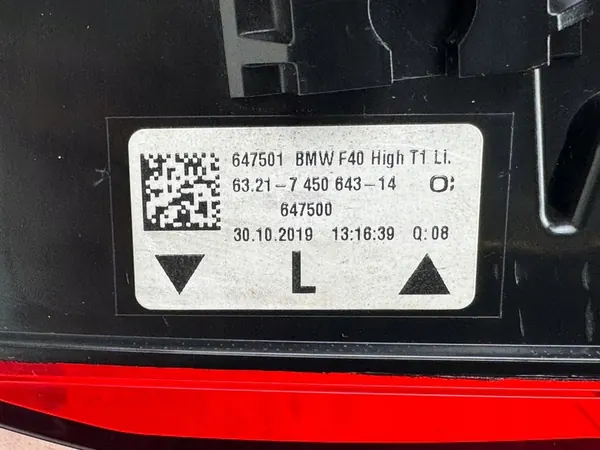 647501 BMW F40 High T1 Li.
63.21-7 450 643-14 O:
647500
30.10.2019 13:16:39 Q:08
L